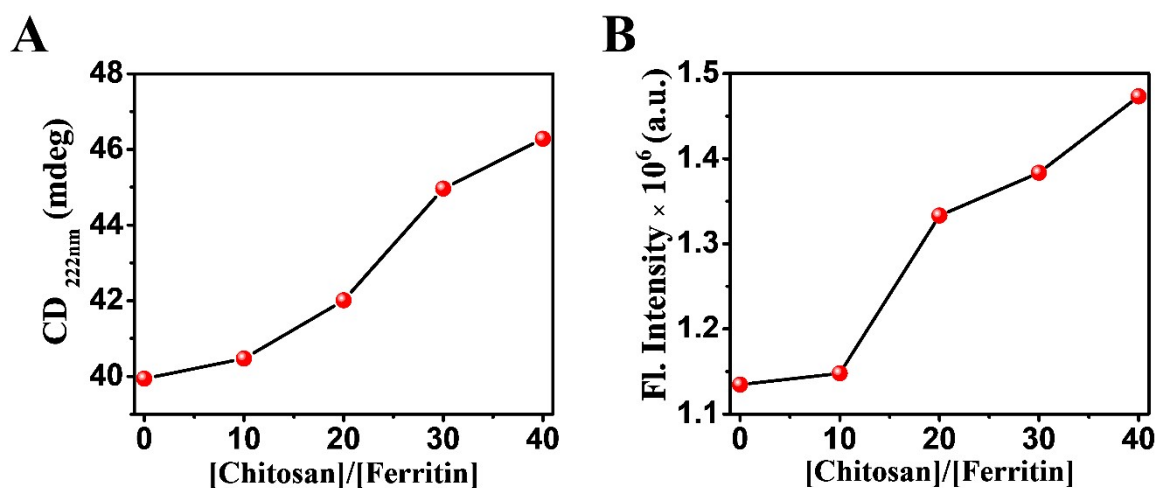 A
CD 222nm (mdeg)
48
46
44
42
40
0 10 20 30 40
[Chitosan]/[Ferritin]
B
Fl. Intensity × 10⁶ (a.u.)
1.5
1.4
1.3
1.2
1.1
0 10 20 30 40
[Chitosan]/[Ferritin]